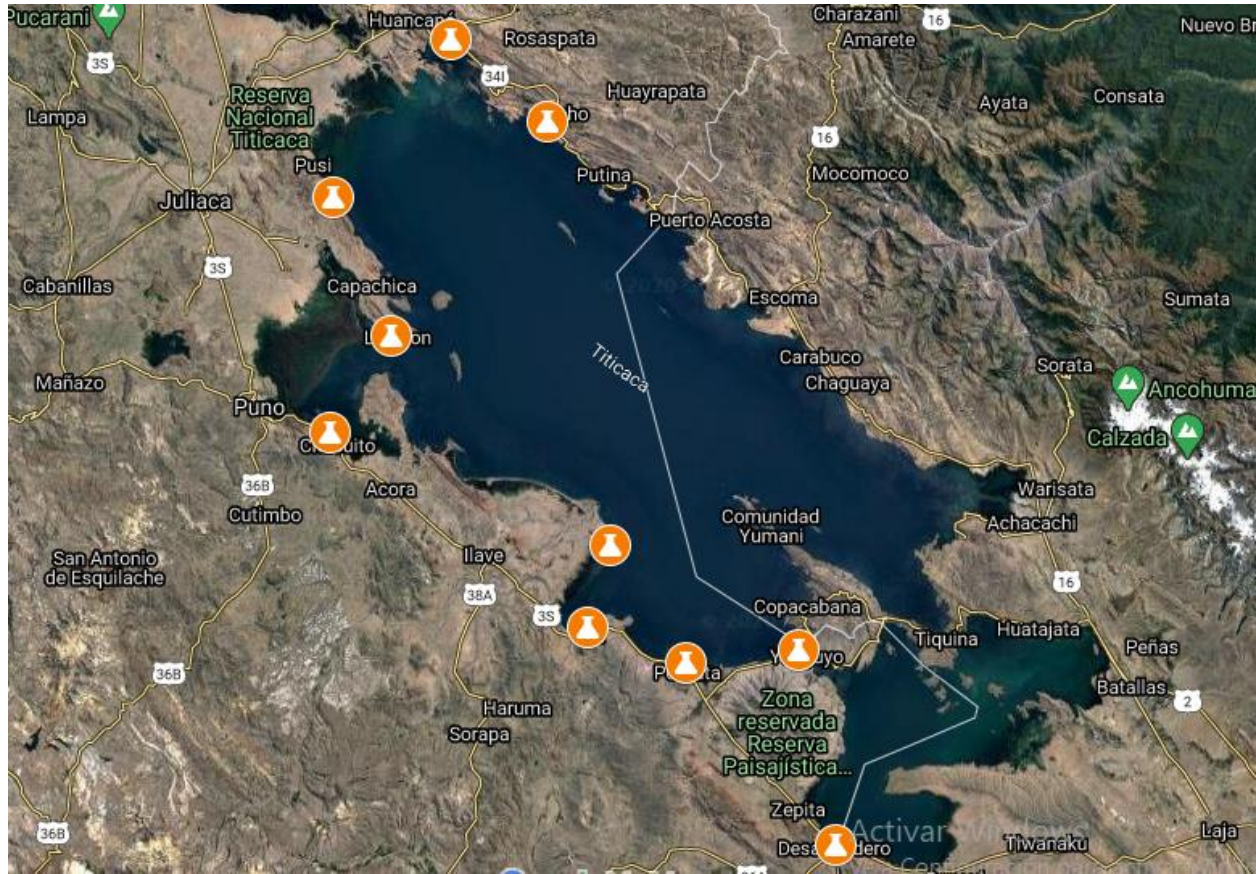 Pucarani
Huancané
Rosaspata
Charazani
16
Amarete
Nuevo Br
3S
34I
Reserva
Nacional
Titicaca
Huayrapata
Ayata
Consata
Lampa
16
Pusi
Putina
Mocomoco
Juliaca
Puerto Acosta
3S
Cabanillas
Capachica
Escoma
Sumata
Titicaca
Carabuco
Sorata
Mañazo
Chaguaya
Ancohuma
Puno
Calzada
36B
Acora
Warisata
Cutimbo
Comunidad
Yumani
Achacachi
San Antonio
de Esquilache
Ilave
16
38A
3S
Copacabana
Huatajata
Tiquina
Peñas
36B
Batallas
2
Zona
reservada
Reserva
Paisajística...
Haruma
Sorapa
Zepita
36B
Activar Windows
Laja
Tiwanaku